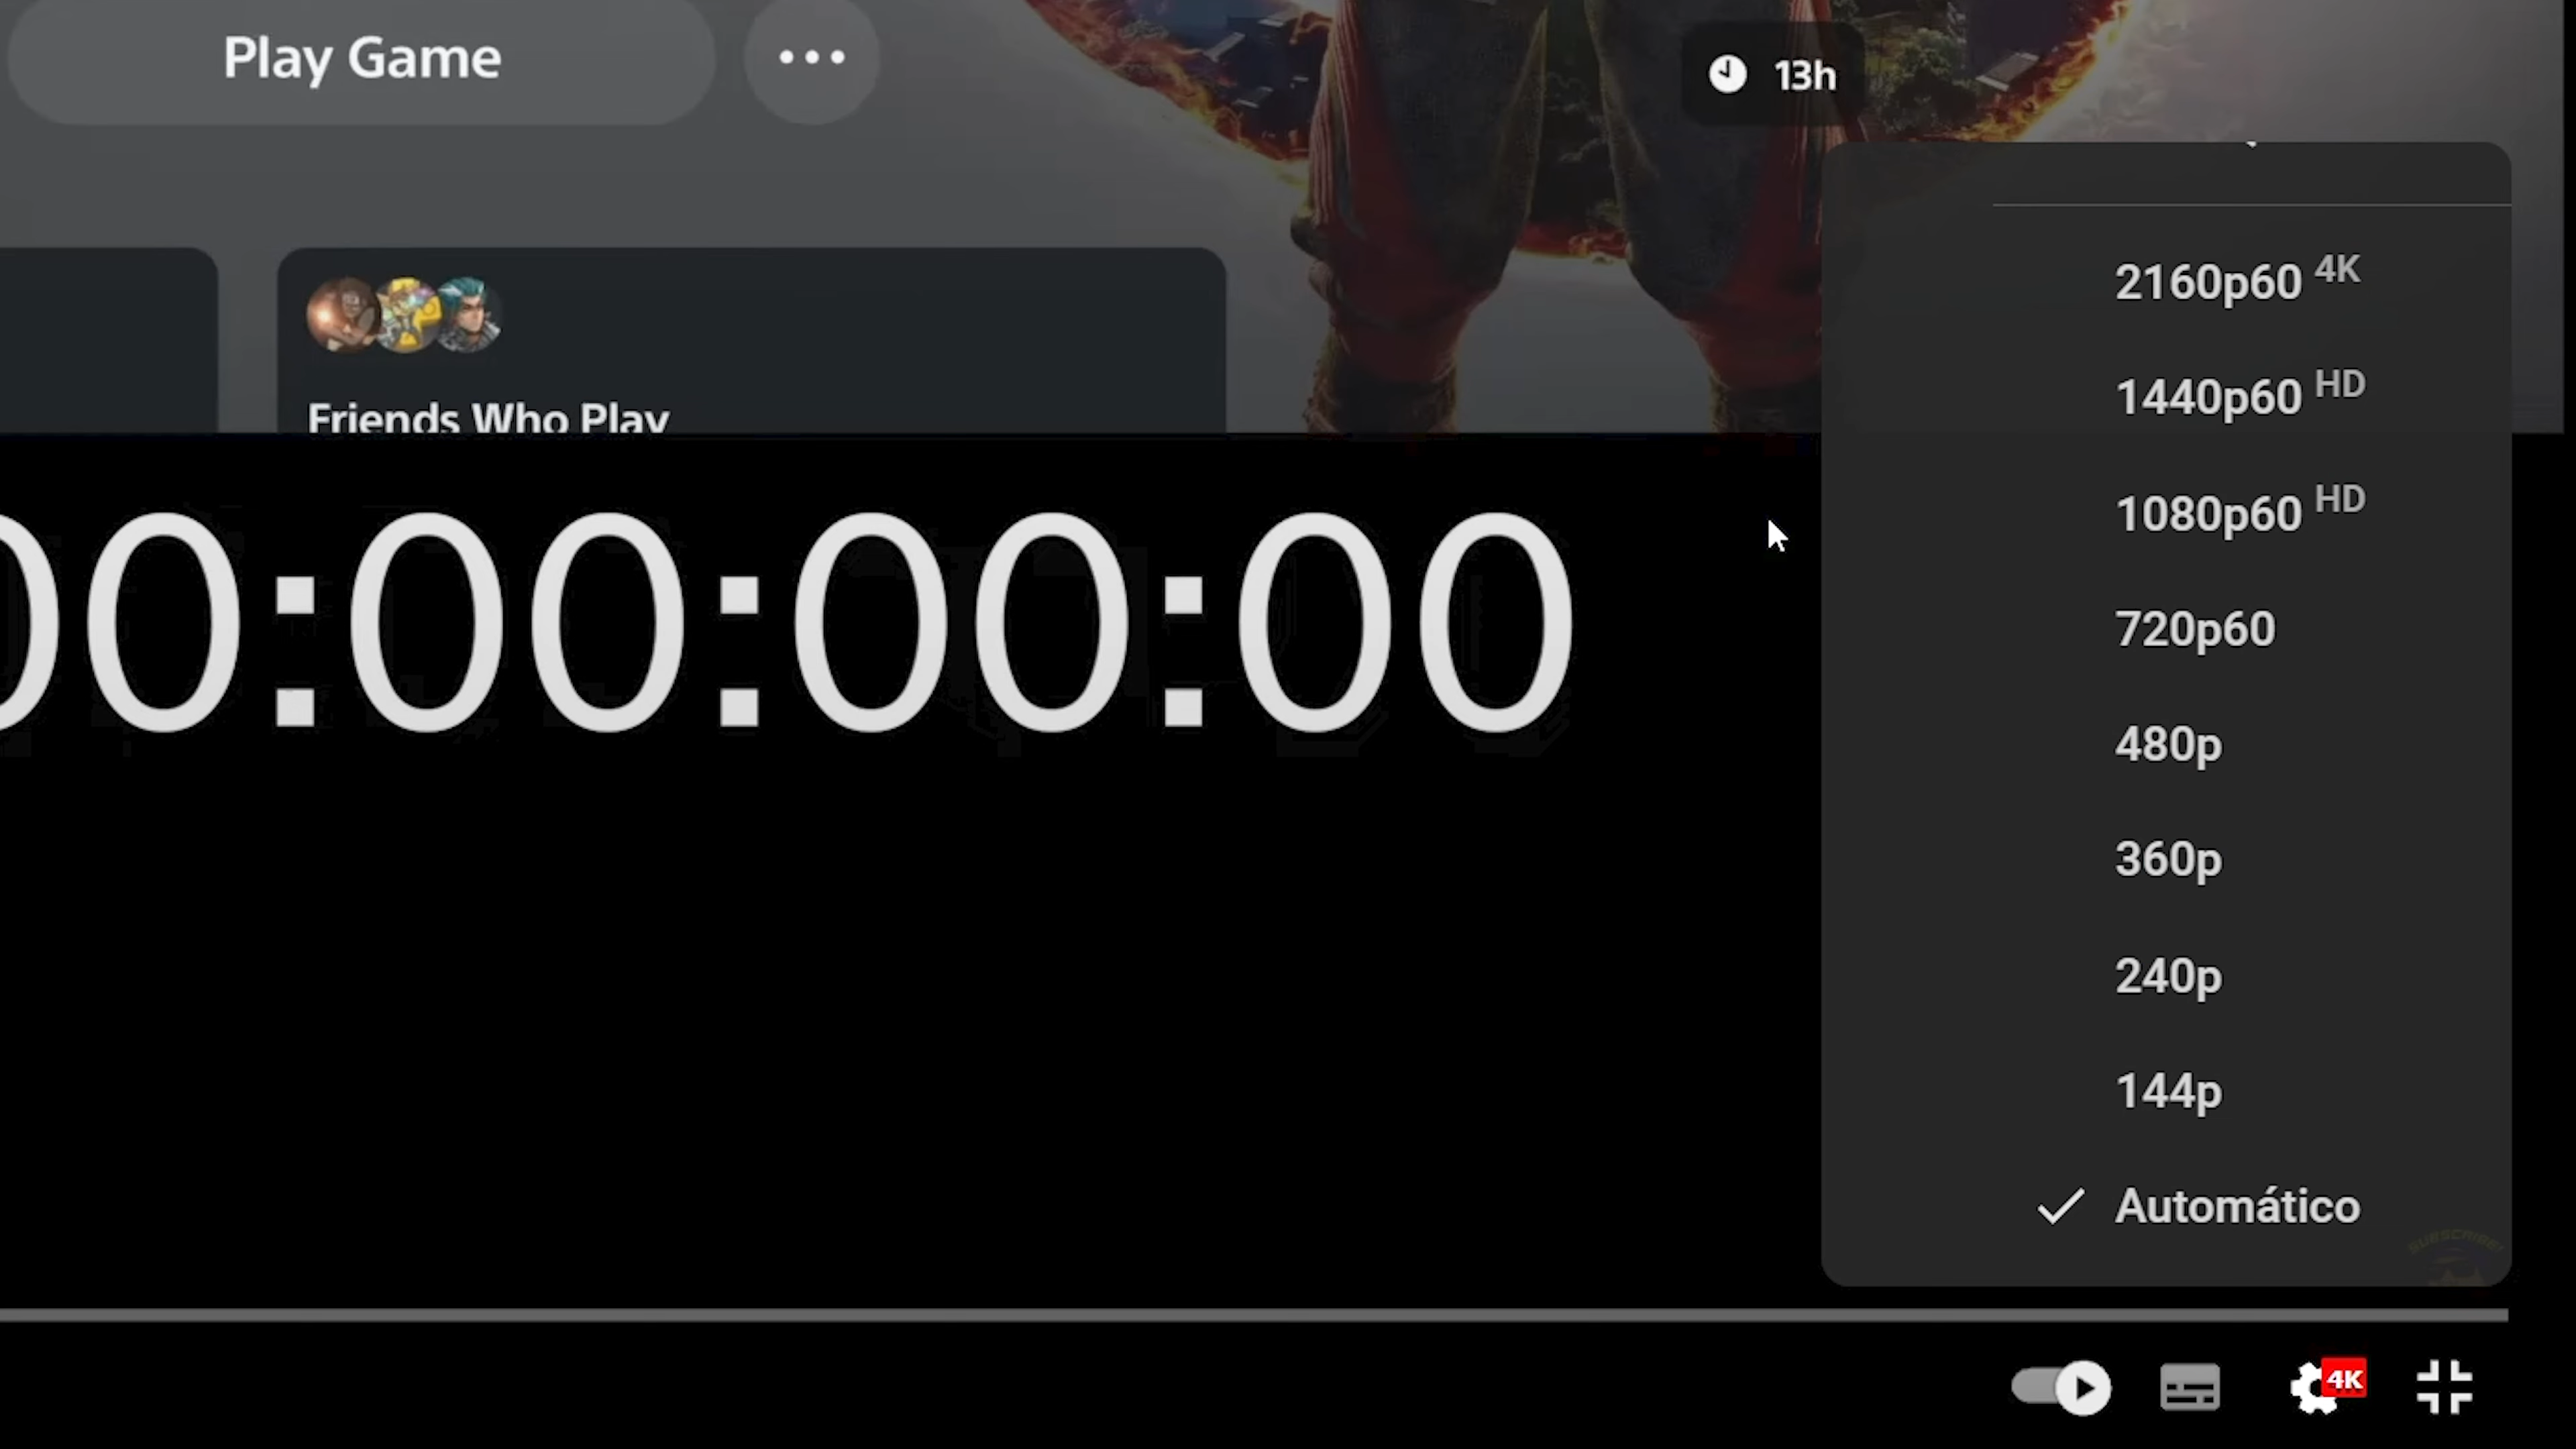 Play Game
13h
Friends Who Play
00:00:00:00
2160p60 4K
1440p60 HD
1080p60 HD
720p60
480p
360p
240p
144p
Automático
SUBSCRIBE!
4K